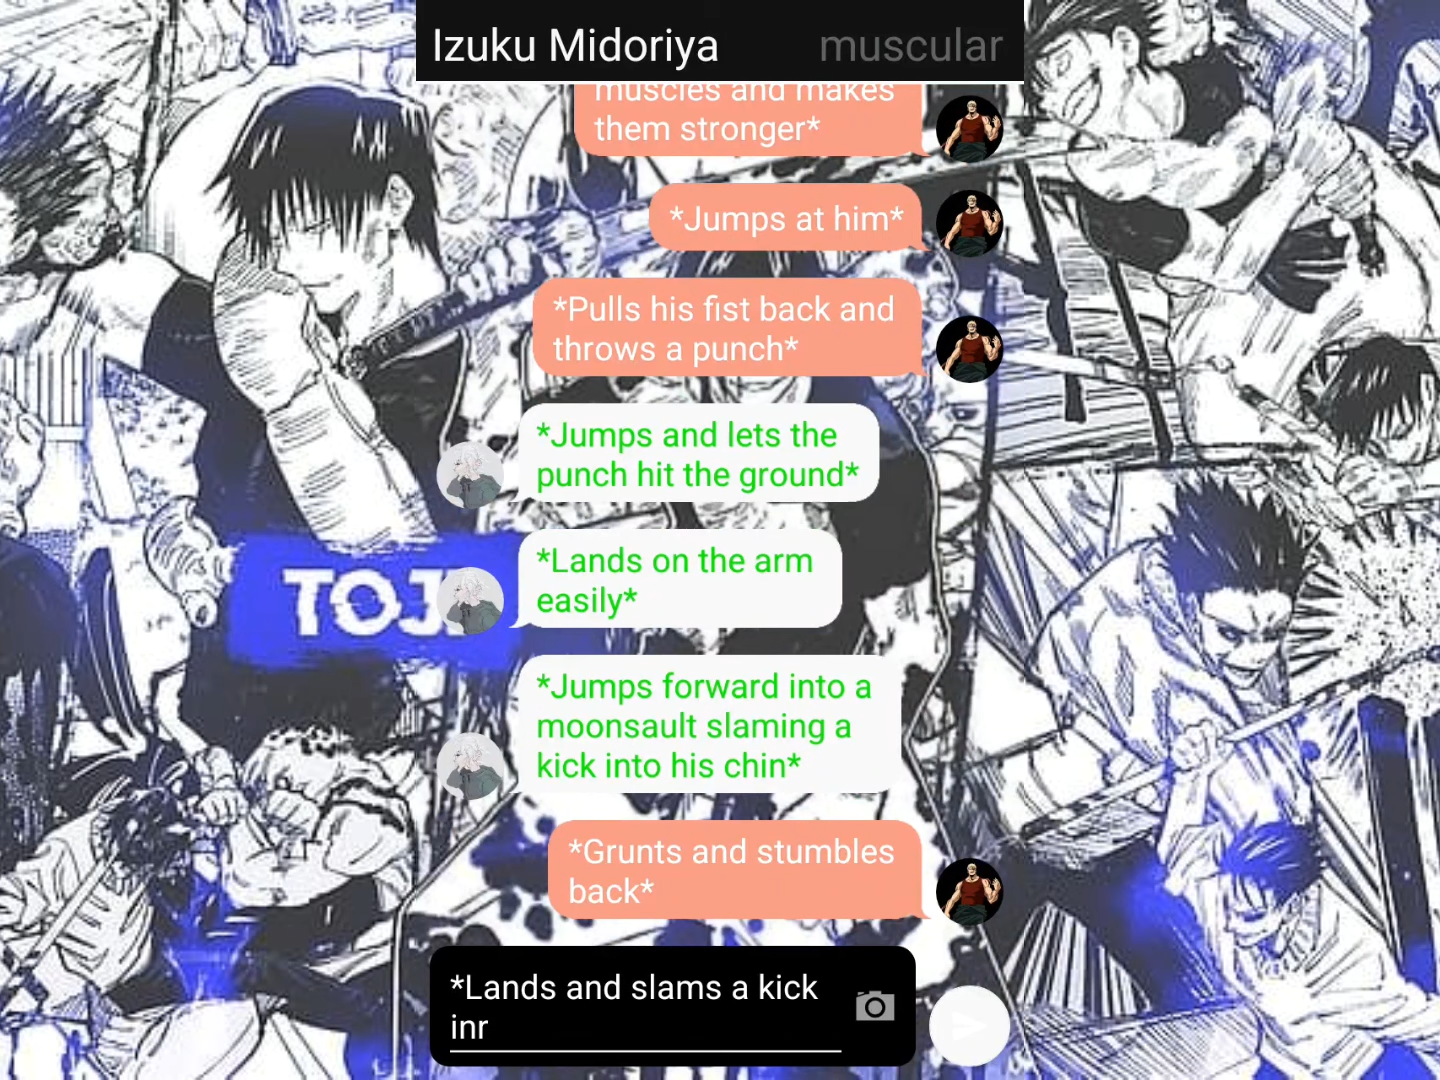 Izuku Midoriya muscular
muscles and makes
them stronger*
*Jumps at him*
*Pulls his fist back and
throws a punch*
*Jumps and lets the
punch hit the ground*
*Lands on the arm
easily*
TOJI
*Jumps forward into a
moonsault slaming a
kick into his chin*
*Grunts and stumbles
back*
*Lands and slams a kick
inr